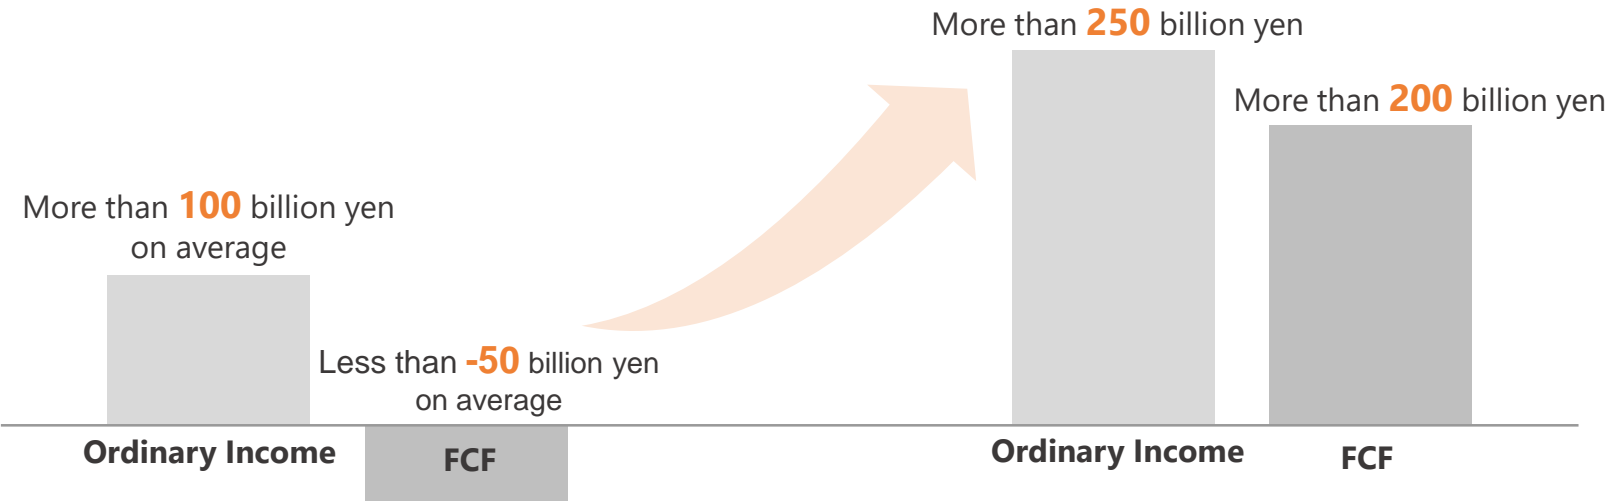 More than 250 billion yen
More than 200 billion yen
More than 100 billion yen
on average
Less than -50 billion yen
on average
Ordinary Income
FCF
Ordinary Income
FCF